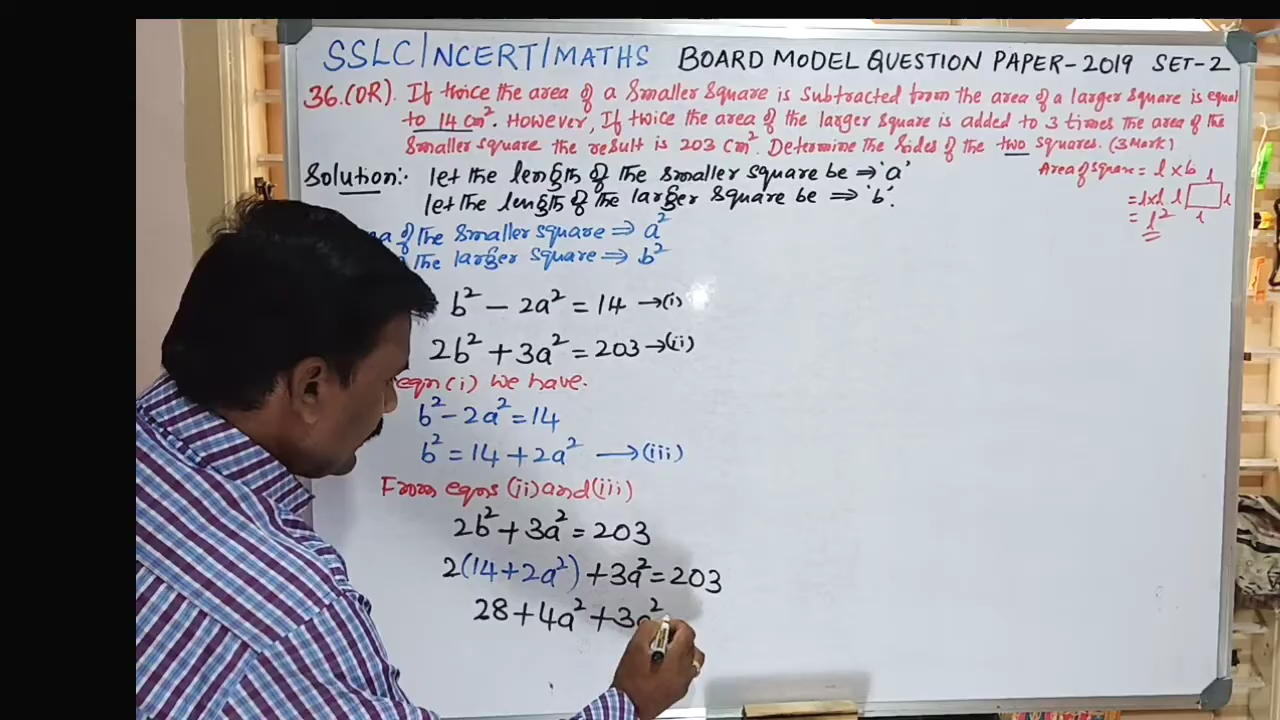 SSLC/NCERT/MATHS BOARD MODEL QUESTION PAPER-2019 SET-2
36.(OR). If twice the area of a smaller square is subtracted from the area of a larger square is equal
to 14 cm². However, If twice the area of the larger square is added to 3 times the area of the
smaller square the result is 203 cm². Determine the sides of the two squares. (3 Mark)
Solution:- let the length of the smaller square be ⇒ 'a'
let the length of the larger square be ⇒ 'b'.
Area of square = l × b
= l×l
= l²
l
l
l
l
of the smaller square ⇒ a²
the larger square ⇒ b²
b² - 2a² = 14 →(i)
2b² + 3a² = 203 →(ii)
eqn (i) we have.
b² - 2a² = 14
b² = 14 + 2a² →(iii)
From eqns (ii) and (iii)
2b² + 3a² = 203
2(14 + 2a²) + 3a² = 203
28 + 4a² + 3a²